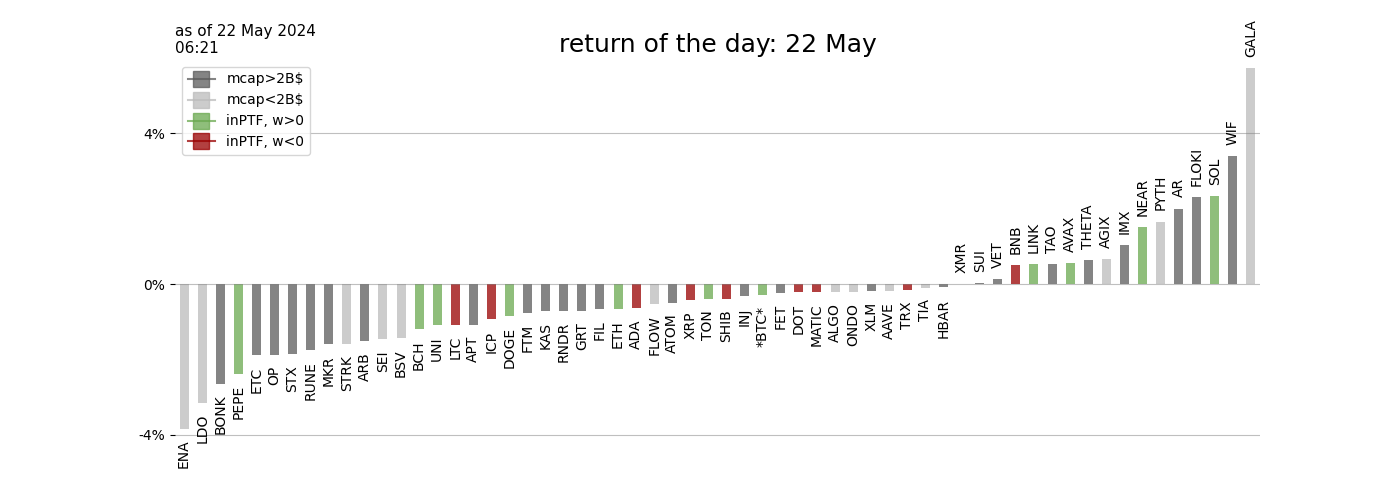 as of 22 May 2024
06:21
return of the day: 22 May
mcap>2B$
mcap<2B$
inPTF, w>0
inPTF, w<0
4%
0%
-4%
ENA
LDO
BONK
PEPE
ETC
OP
STX
RUNE
MKR
STRK
ARB
SEI
BSV
BCH
UNI
LTC
APT
ICP
DOGE
FTM
KAS
RNDR
GRT
FIL
ETH
ADA
FLOW
ATOM
XRP
TON
SHIB
INJ
*BTC*
FET
DOT
MATIC
ALGO
ONDO
XLM
AAVE
TRX
TIA
HBAR
XMR
SUI
VET
BNB
LINK
TAO
AVAX
THETA
AGIX
IMX
NEAR
PYTH
AR
FLOKI
SOL
WIF
GALA